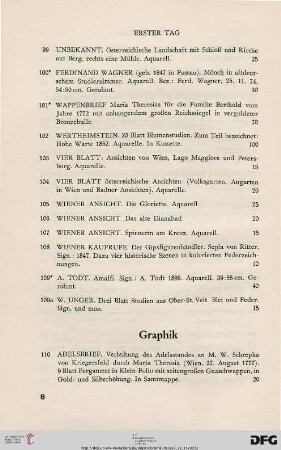 ERSTER TAG
99 UNBEKANNT. Österreichische Landschaft mit Schloß und Kirche
auf Berg, rechts eine Mühle. Aquarell. 25
100* FERDINAND WAGNER (geb. 1847 in Passau). Mönch in altdeut-
schem Studierzimmer. Aquarell. Bez.: Ferd. Wagner, 25. 11. 74.
54:80 cm. Gerahmt. 30
101* WAPPENBRIEF Maria Theresias für die Familie Berthold vom
Jahre 1772 mit anhangendem großen Reichssiegel in vergoldeter
Bronzebulle. 70
102 WERTHEIMSTEIN. 20 Blatt Blumenstudien. Zum Teil bezeichnet:
Hohe Warte 1852. Aquarelle. In Kassette. 100
103 VIER BLATT: Ansichten von Wien, Lago Maggiore und Peters-
burg. Aquarelle. 15
104 VIER BLATT österreichische Ansichten (Volksgarten, Augarten
in Wien und Badner Ansichten). Aquarelle. 20
105 WIENER ANSICHT. Die Gloriette. Aquarell. 25
106 WIENER ANSICHT. Das alte Dianabad. 20
107 WIENER ANSICHT. Spinnerin am Kreuz. Aquarell. 15
108 WIENER KAUFRUFE. Der Gipsfigurenhändler. Sepia von Ritter.
Sign.: 1847. Dazu vier historische Szenen in kolorierten Federzeich-
nungen. 10
109* A. TODT. Amalfi. Sign.: A. Todt 1890. Aquarell. 39:55 cm. Ge-
rahmt. 40
109a W. UNGER. Drei Blatt Studien aus Ober-St. Veit. Blei und Feder.
Sign. und mon. 15
Graphik
110 ADELSBRIEF. Verleihung des Adelsstandes an M. W. Schrepka
von Kriegersfeld durch Maria Theresia (Wien, 27. August 1777).
9 Blatt Pergament in Klein-Folio mit seitengroßen Gouachwappen, in
Gold- und Silberhöhung. In Samtmappe. 20
8
DFG